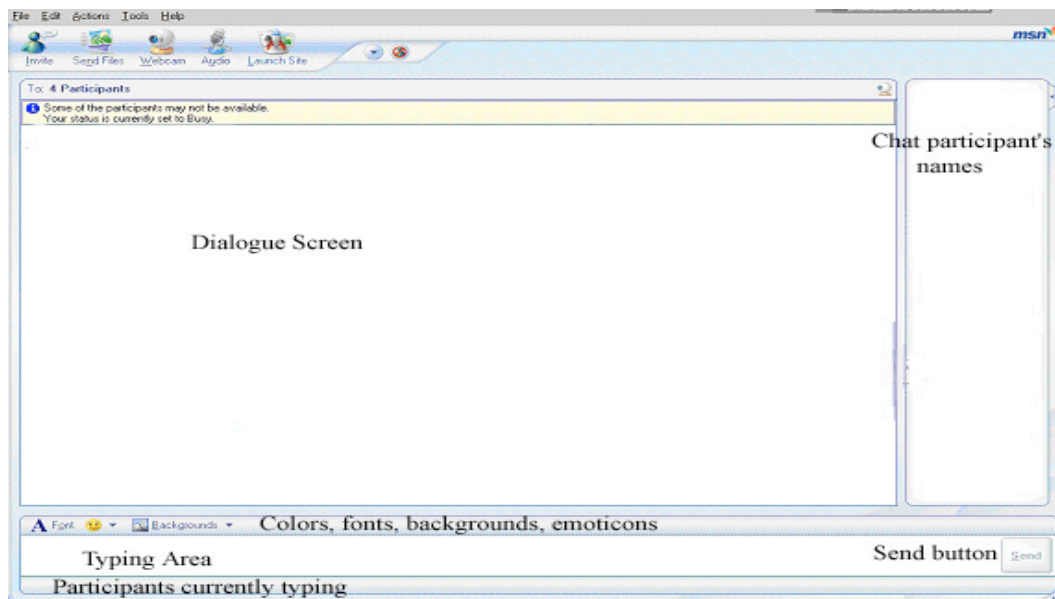 File Edit Actions Tools Help
msn
Invite Send Files Webcam Audio Launch Site
To: 4 Participants
Some of the participants may not be available.
Your status is currently set to Busy.
Chat participant's
names
Dialogue Screen
A Font Backgrounds Colors, fonts, backgrounds, emoticons
Typing Area
Send button Send
Participants currently typing